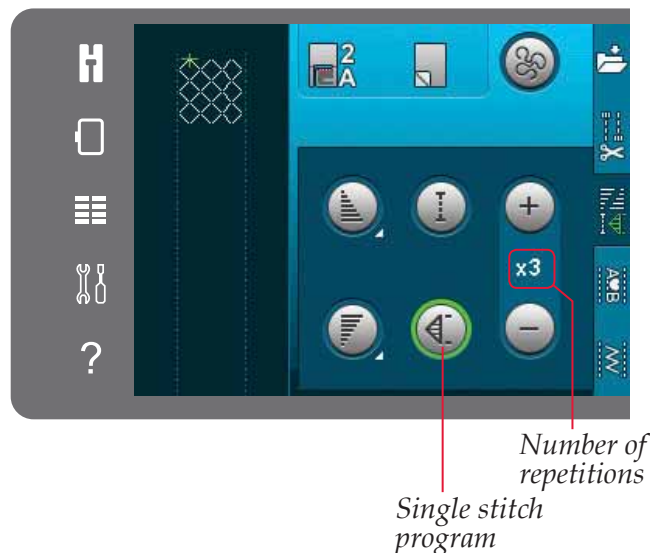 2
A
x3
A♥B
?
Number of
repetitions
Single stitch
program